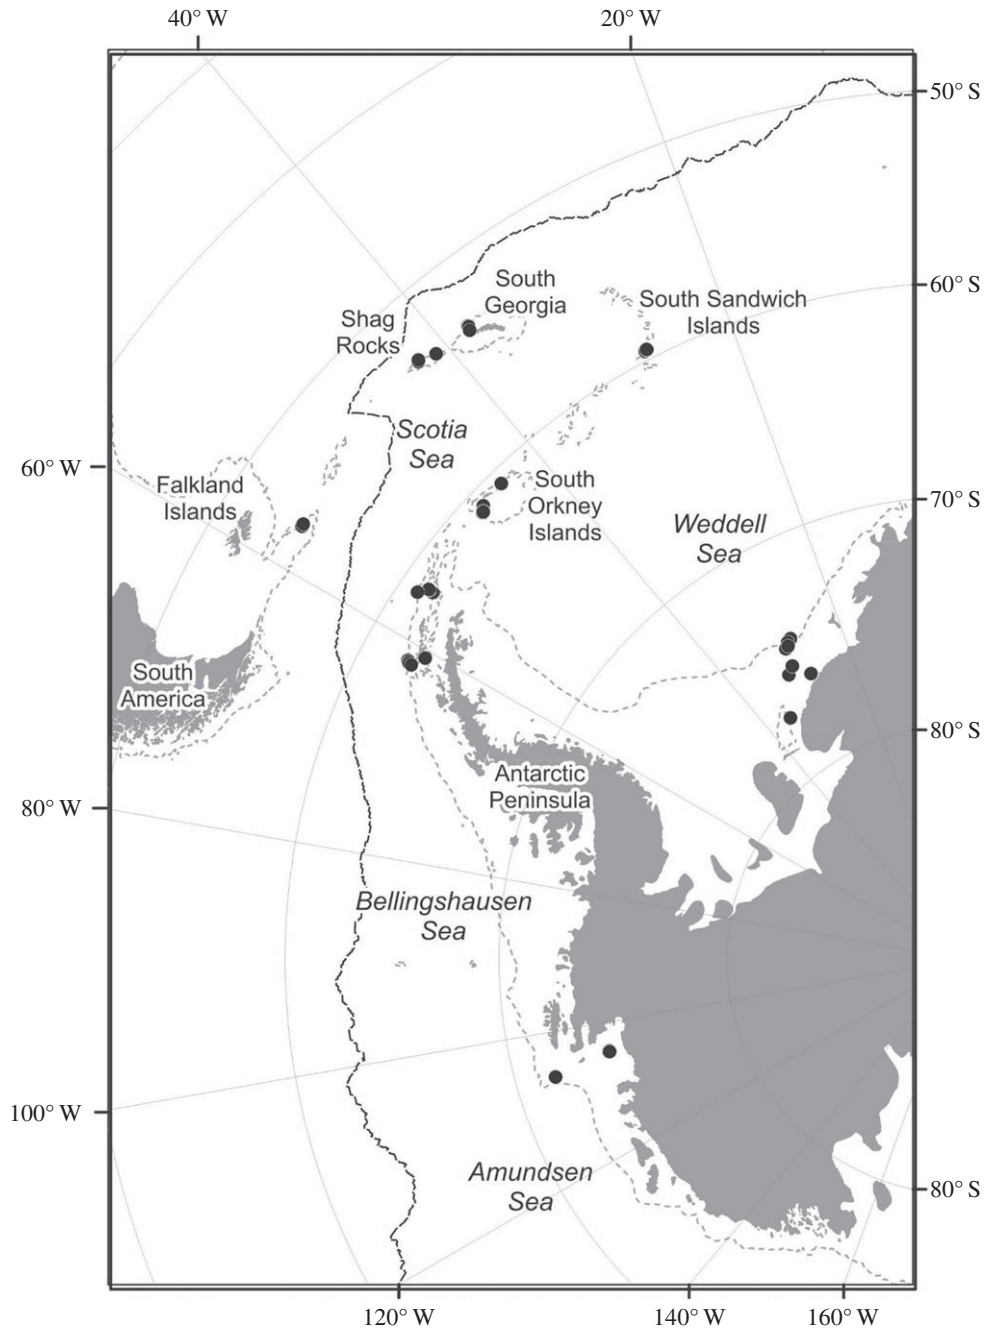 40° W
20° W
50° S
South
Georgia
60° S
South Sandwich
Islands
Shag
Rocks
Scotia
Sea
60° W
Falkland
Islands
South
Orkney
Islands
70° S
Weddell
Sea
South
America
80° S
Antarctic
Peninsula
80° W
Bellingshausen
Sea
100° W
Amundsen
Sea
80° S
120° W
140° W
160° W